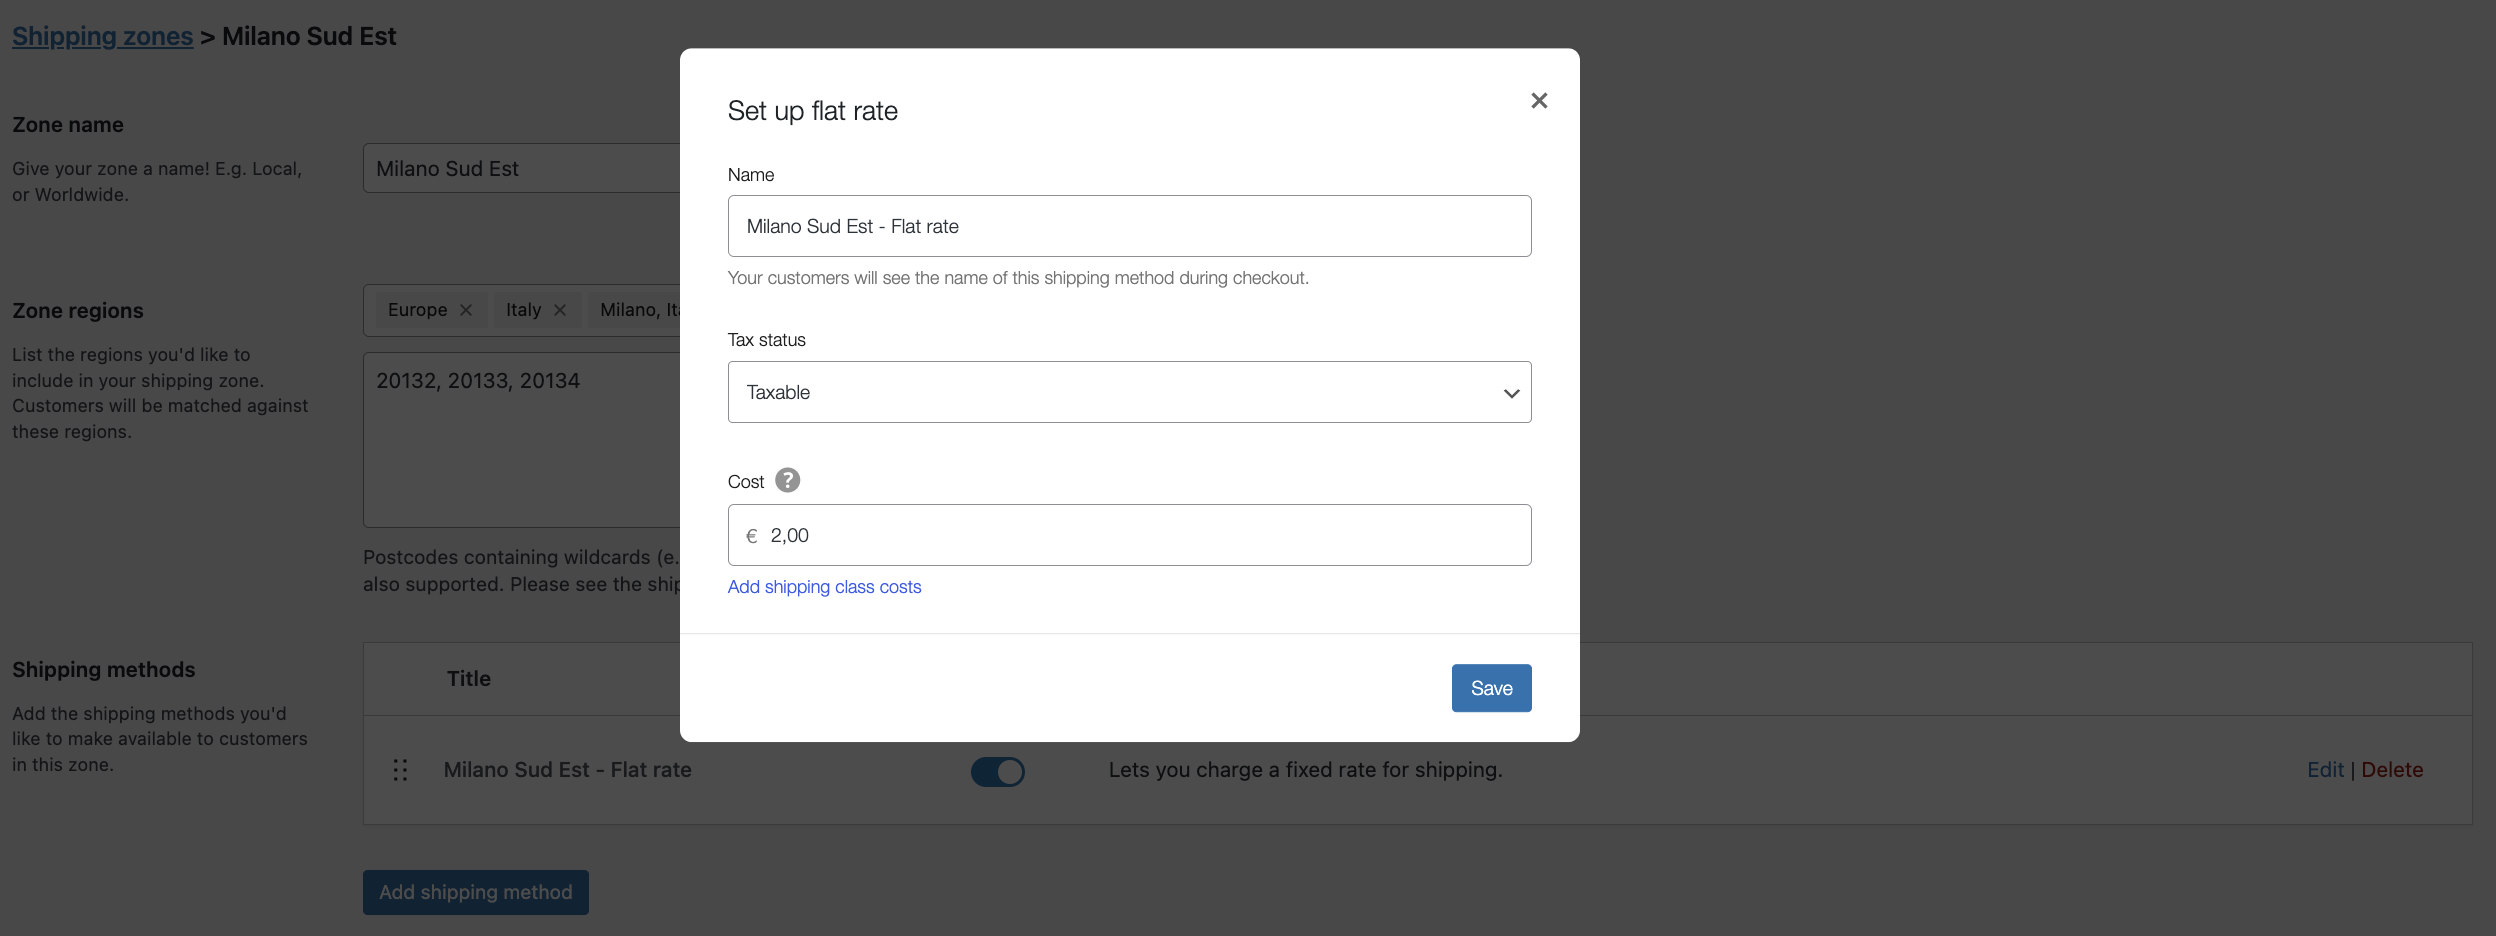 Shipping zones > Milano Sud Est
Zone name
Give your zone a name! E.g. Local,
or Worldwide.
Milano Sud Est
Zone regions
List the regions you'd like to
include in your shipping zone.
Customers will be matched against
these regions.
Europe
Italy
Milano,
20132, 20133, 20134
Postcodes containing wildcards (e.
also supported. Please see the
Shipping methods
Add the shipping methods you'd
like to make available to customers
in this zone.
Title
Milano Sud Est - Flat rate
Lets you charge a fixed rate for shipping.
Edit | Delete
Add shipping method
Set up flat rate
Name
Milano Sud Est - Flat rate
Your customers will see the name of this shipping method during checkout.
Tax status
Taxable
Cost ?
€ 2,00
Add shipping class costs
Save